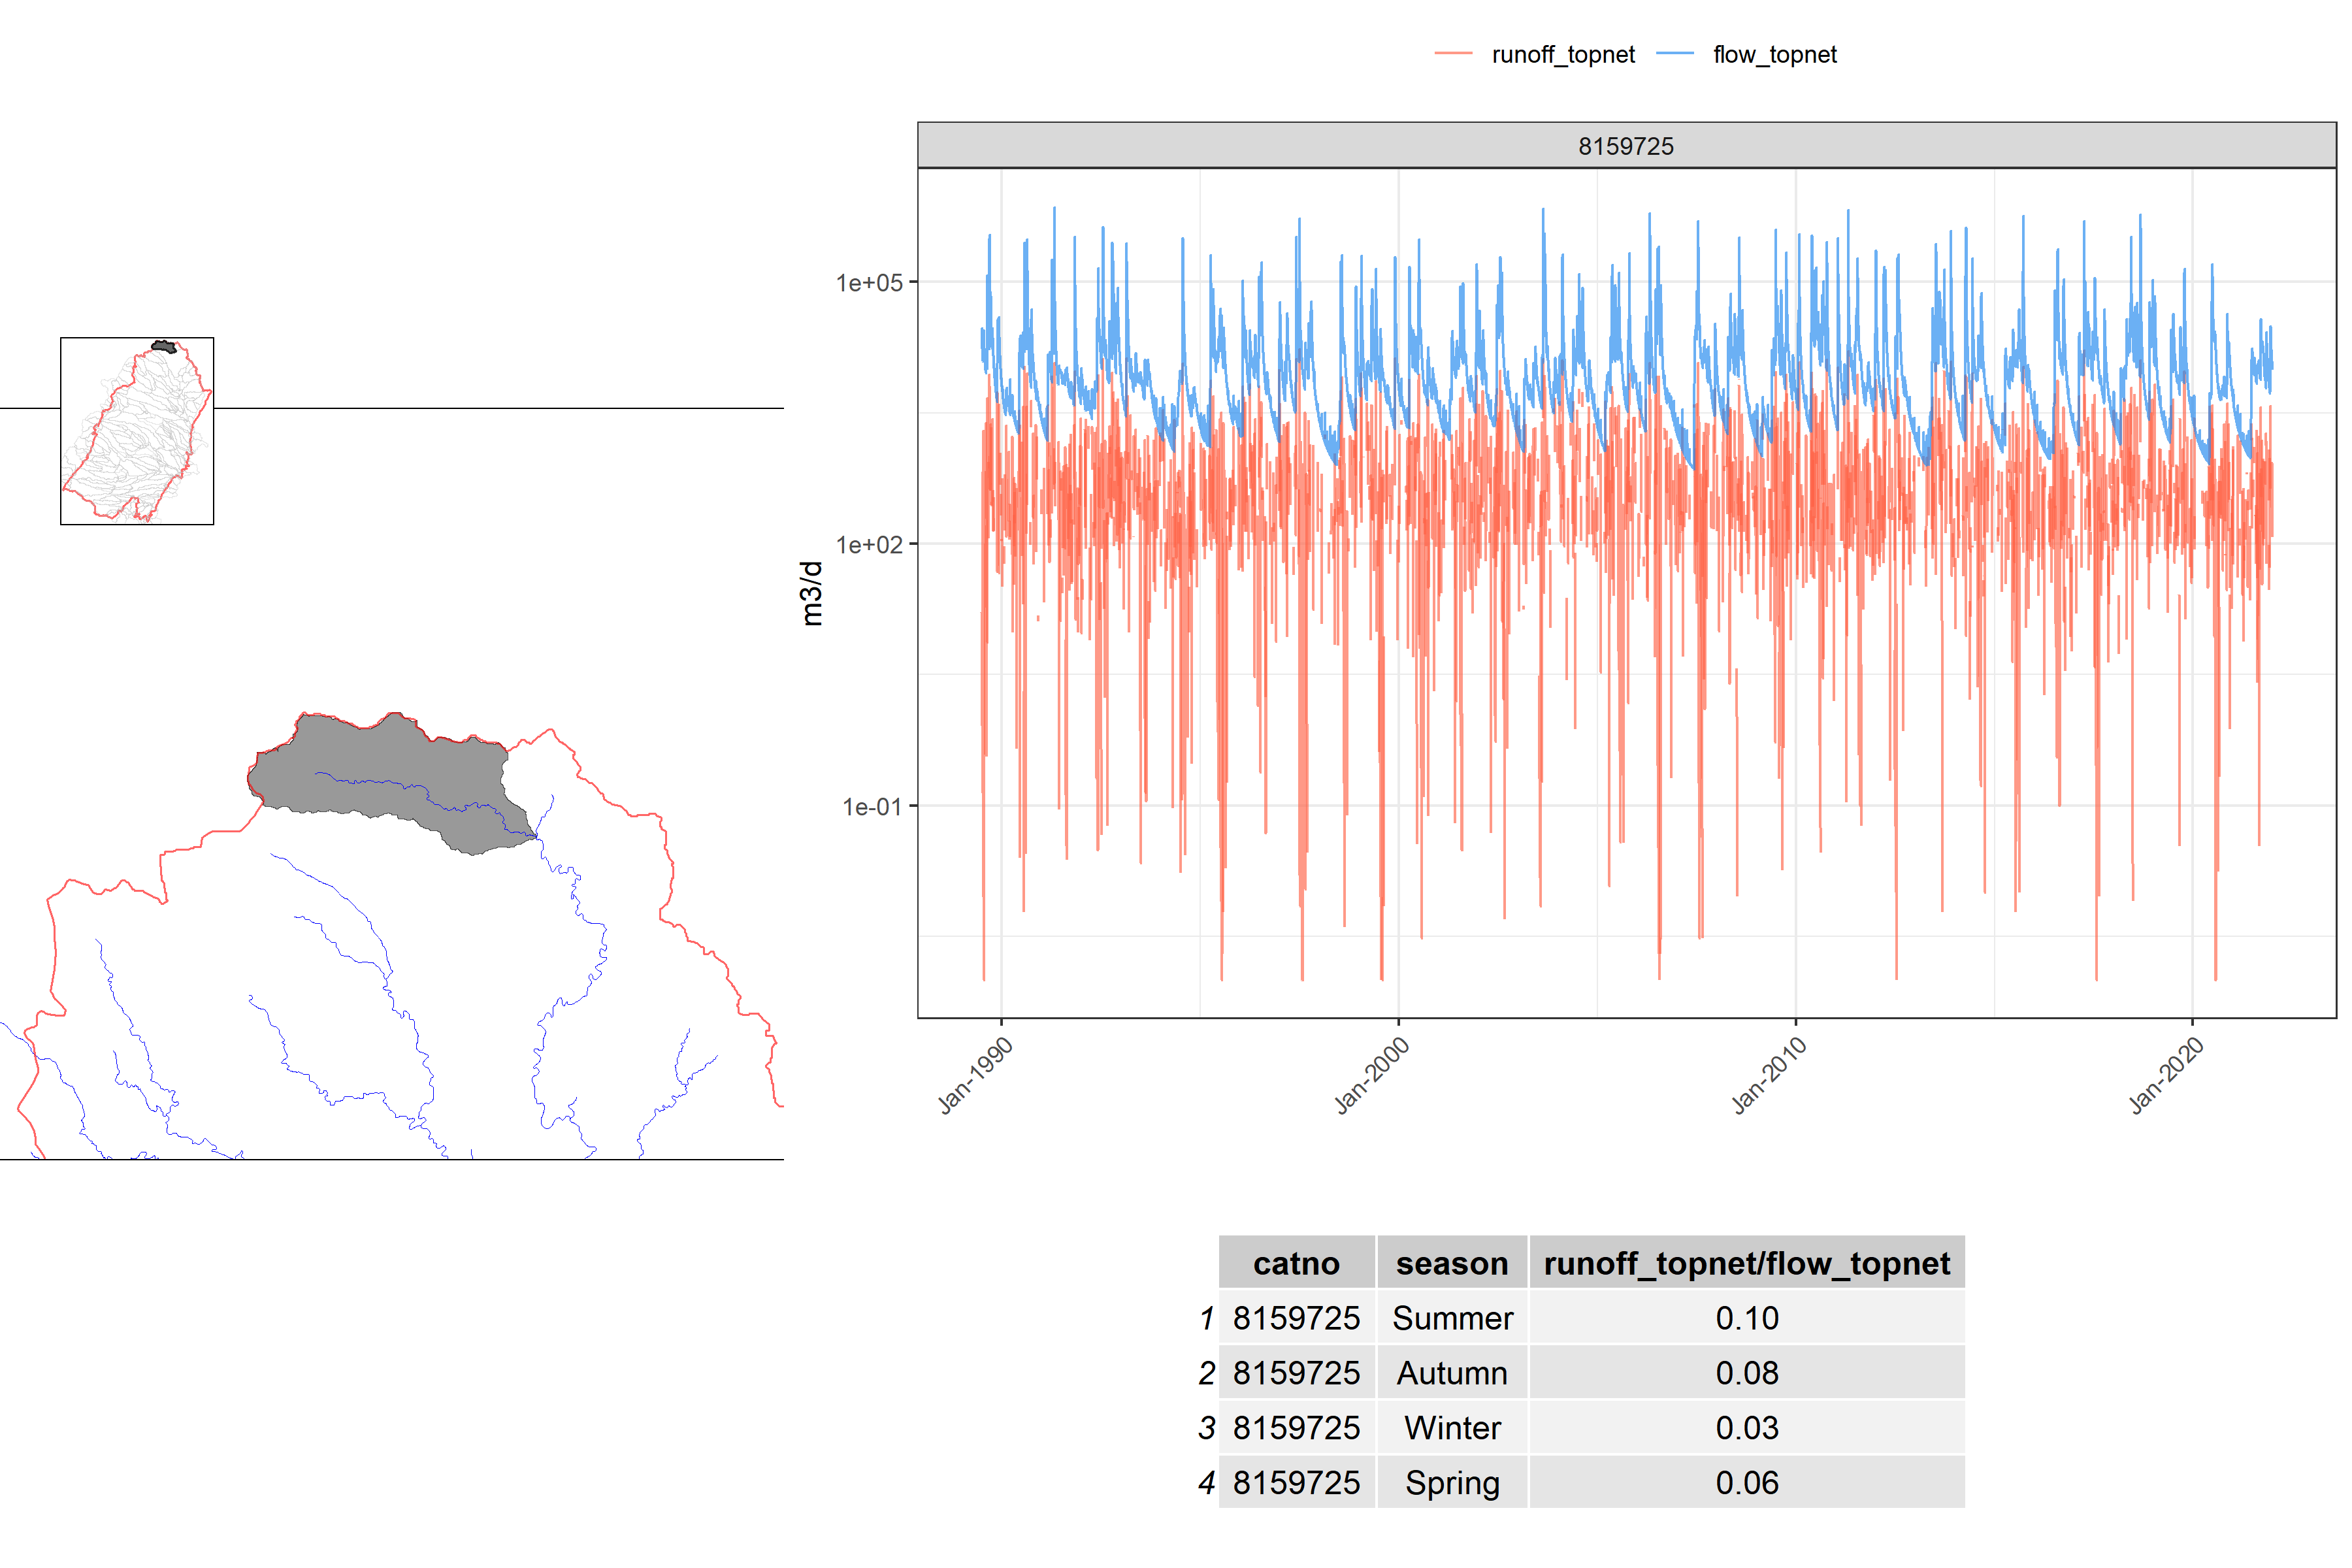 runoff_topnet flow_topnet
8159725
1e+05
1e+02
1e-01
m3/d
Jan-1990 Jan-2000 Jan-2010 Jan-2020
catno season runoff_topnet/flow_topnet
1 8159725 Summer 0.10
2 8159725 Autumn 0.08
3 8159725 Winter 0.03
4 8159725 Spring 0.06